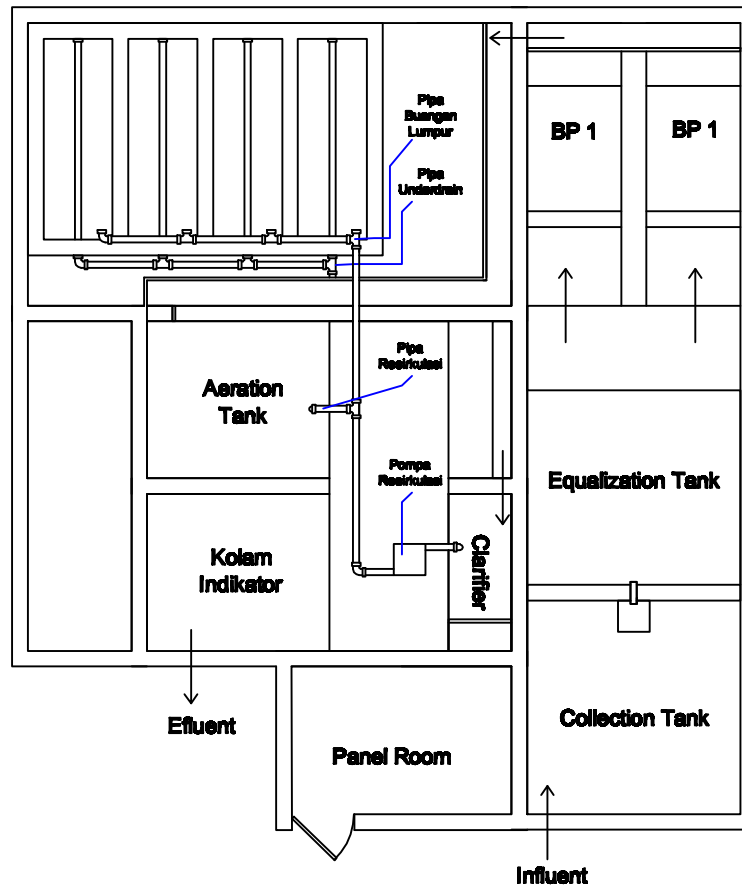 Pipa
Buangan
Lumpur
Pipa
Underdrain
BP 1
BP 1
Pipa
Resirkulasi
Aeration
Tank
Pompa
Resirkulasi
Equalization Tank
Kolam
Indikator
Clarifier
Efluent
Collection Tank
Panel Room
Influent